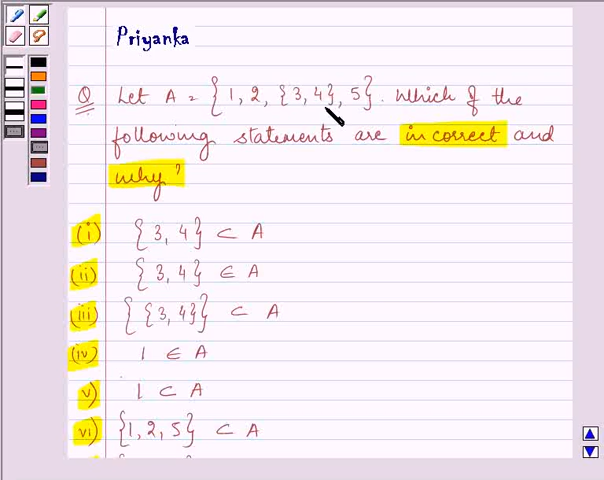 Priyanka
Q Let A = { 1, 2, {3, 4}, 5}. Which of the
following statements are incorrect and
why?
(i) {3, 4} ⊂ A
(ii) {3, 4} ∈ A
(iii) {{3, 4}} ⊂ A
(iv) 1 ∈ A
v) 1 ⊂ A
vi) {1, 2, 5} ⊂ A